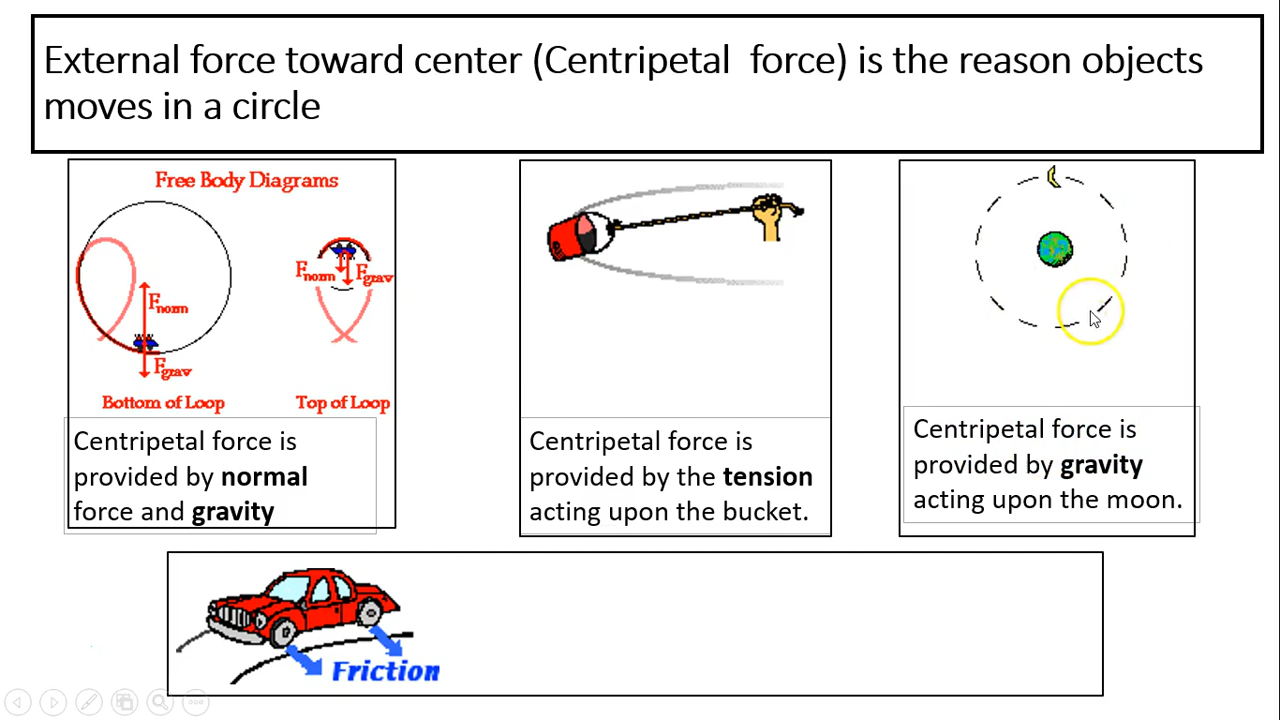 External force toward center (Centripetal force) is the reason objects
moves in a circle
Free Body Diagrams
Fnorm
Fgrav
Fnorm
Fgrav
Bottom of Loop
Top of Loop
Centripetal force is
provided by normal
force and gravity
Centripetal force is
provided by the tension
acting upon the bucket.
Centripetal force is
provided by gravity
acting upon the moon.
Friction